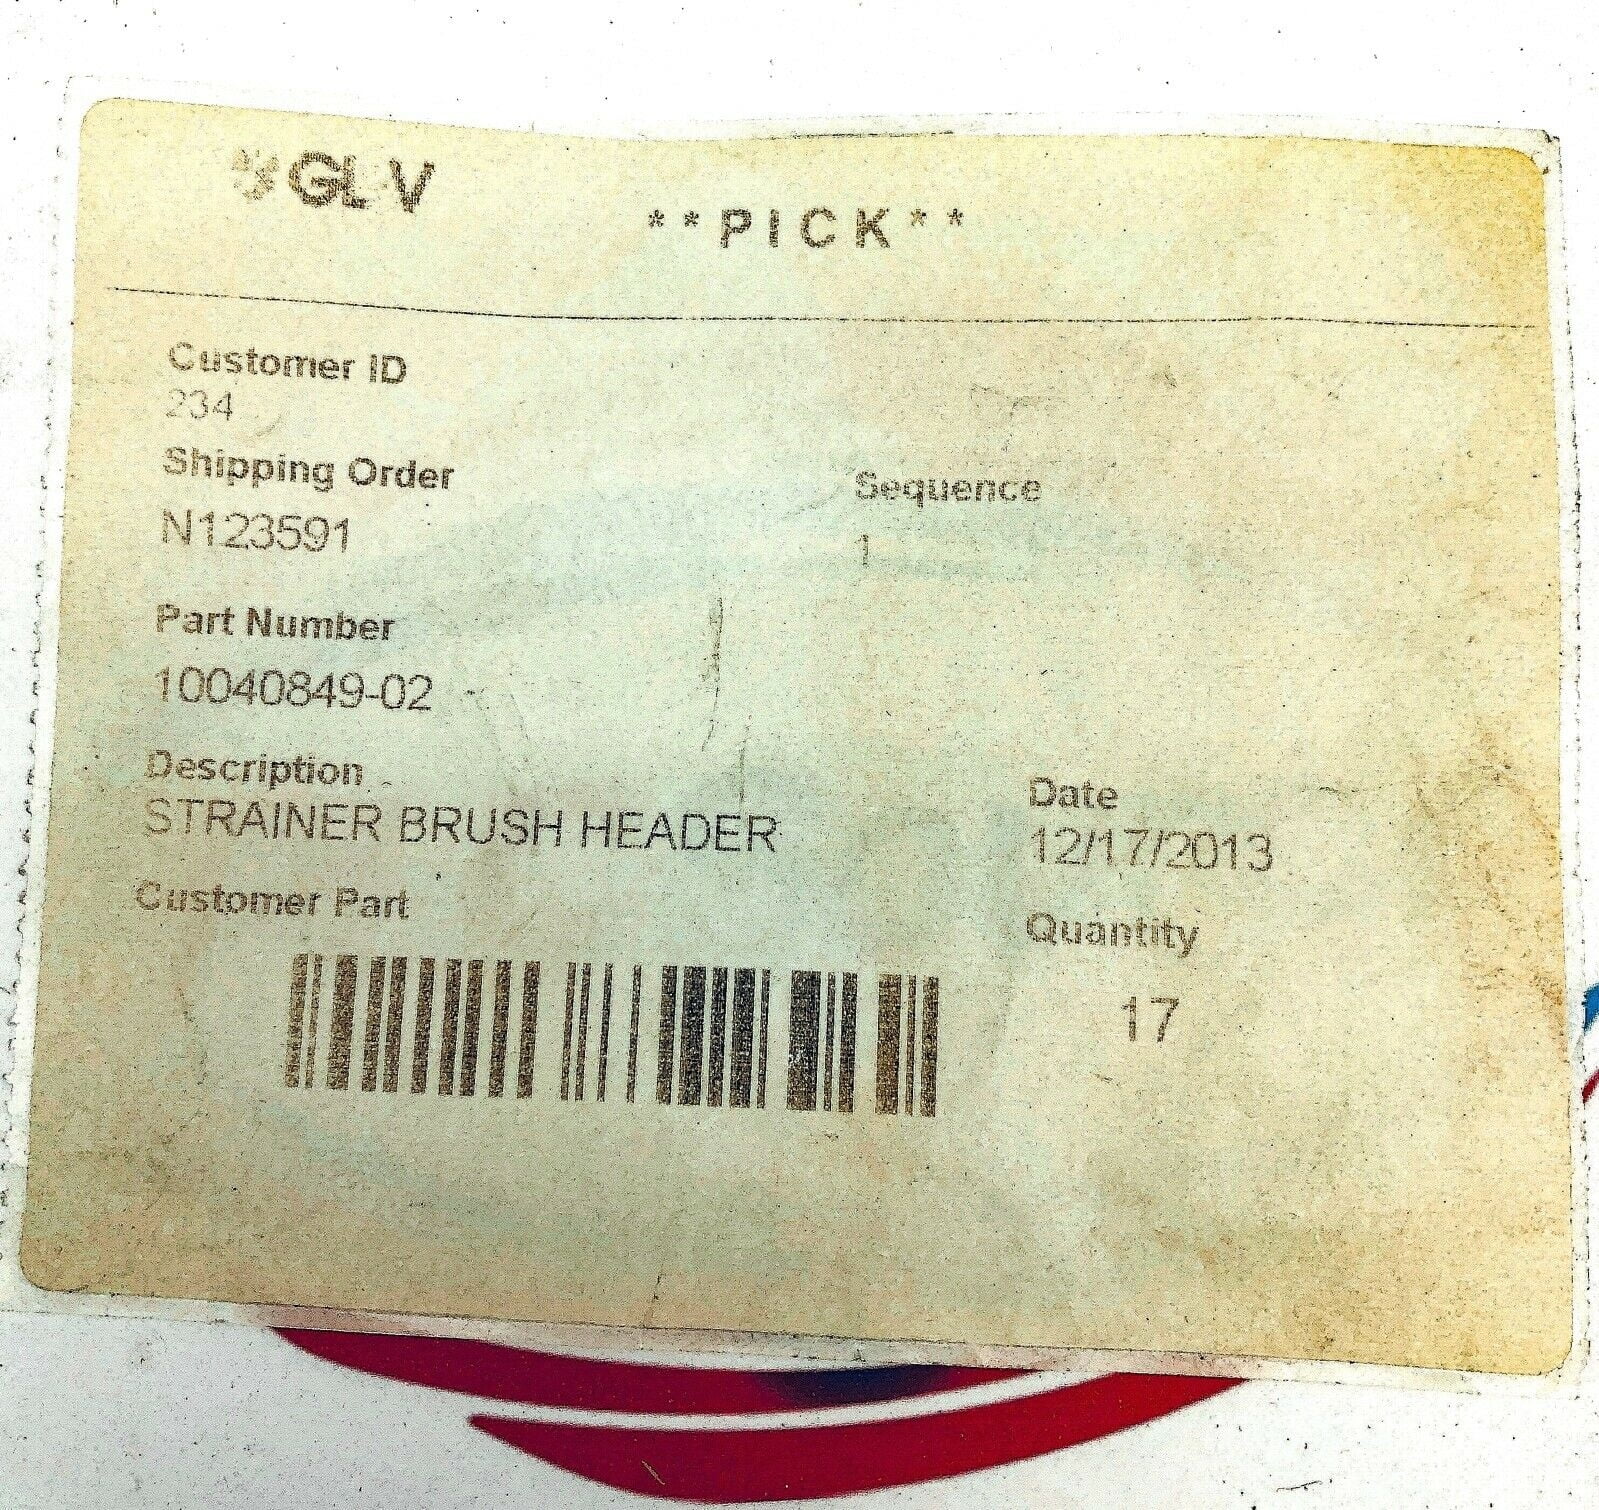 GLV
**PICK**
Customer ID
234
Shipping Order
Sequence
N123591
1
Part Number
10040849-02
Description
STRAINER BRUSH HEADER
Date
12/17/2013
Customer Part
Quantity
17